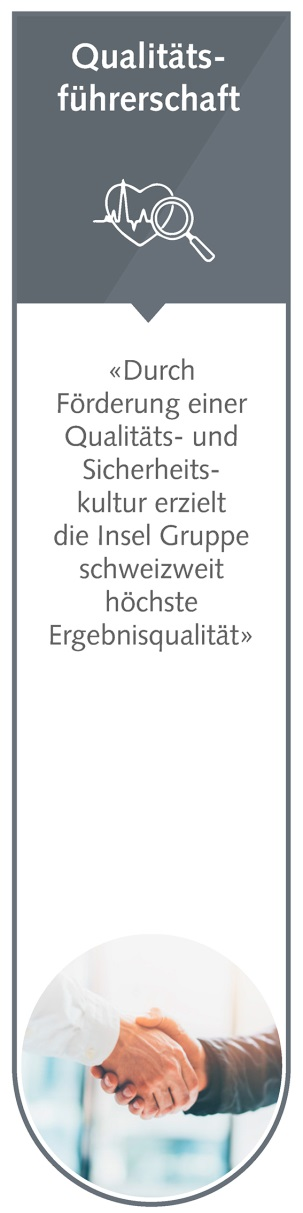 Qualitäts-
führerschaft
«Durch
Förderung einer
Qualitäts- und
Sicherheits-
kultur erzielt
die Insel Gruppe
schweizweit
höchste
Ergebnisqualität»